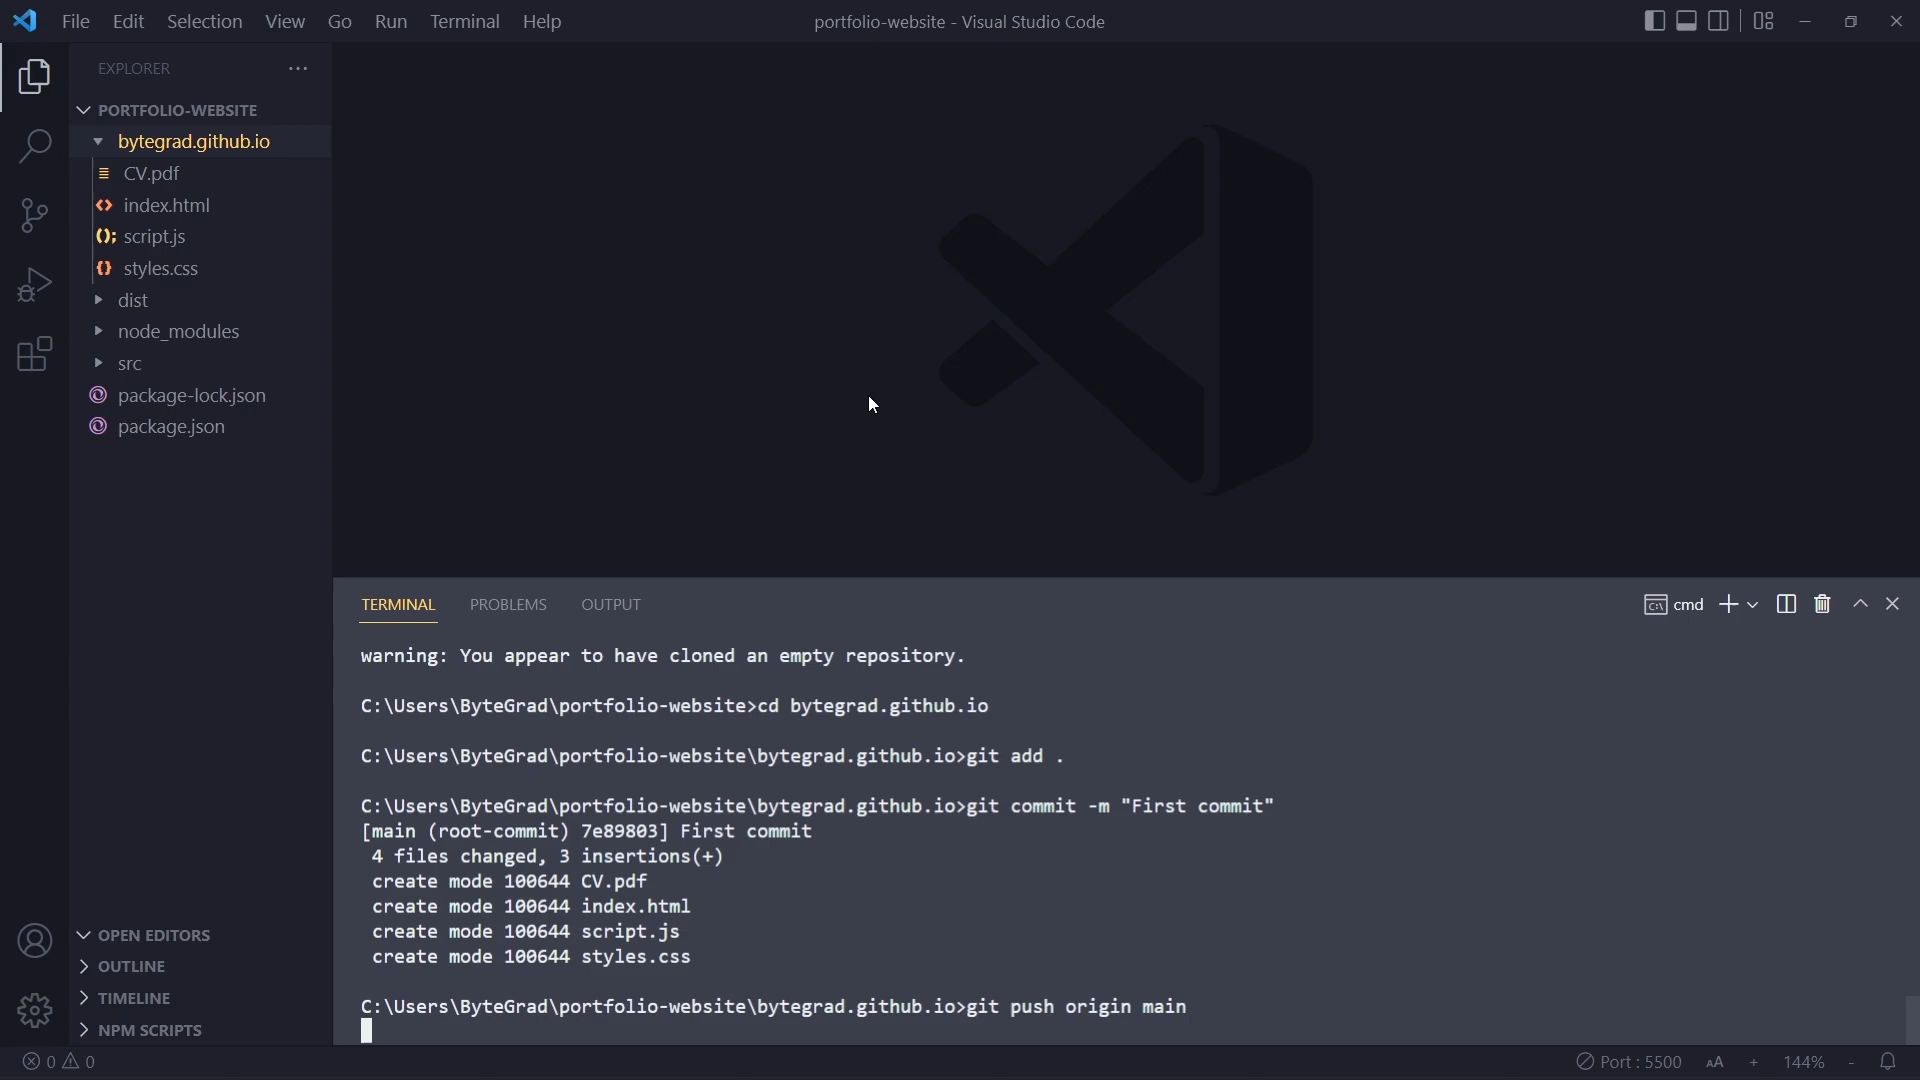 File Edit Selection View Go Run Terminal Help
portfolio-website - Visual Studio Code
EXPLORER
PORTFOLIO-WEBSITE
bytegrad.github.io
CV.pdf
index.html
script.js
styles.css
dist
node_modules
src
package-lock.json
package.json
OPEN EDITORS
OUTLINE
TIMELINE
NPM SCRIPTS
TERMINAL PROBLEMS OUTPUT
cmd
warning: You appear to have cloned an empty repository.
C:\Users\ByteGrad\portfolio-website>cd bytegrad.github.io
C:\Users\ByteGrad\portfolio-website\bytegrad.github.io>git add .
C:\Users\ByteGrad\portfolio-website\bytegrad.github.io>git commit -m "First commit"
[main (root-commit) 7e89803] First commit
4 files changed, 3 insertions(+)
create mode 100644 CV.pdf
create mode 100644 index.html
create mode 100644 script.js
create mode 100644 styles.css
C:\Users\ByteGrad\portfolio-website\bytegrad.github.io>git push origin main
0 0
Port : 5500 AA + 144% -